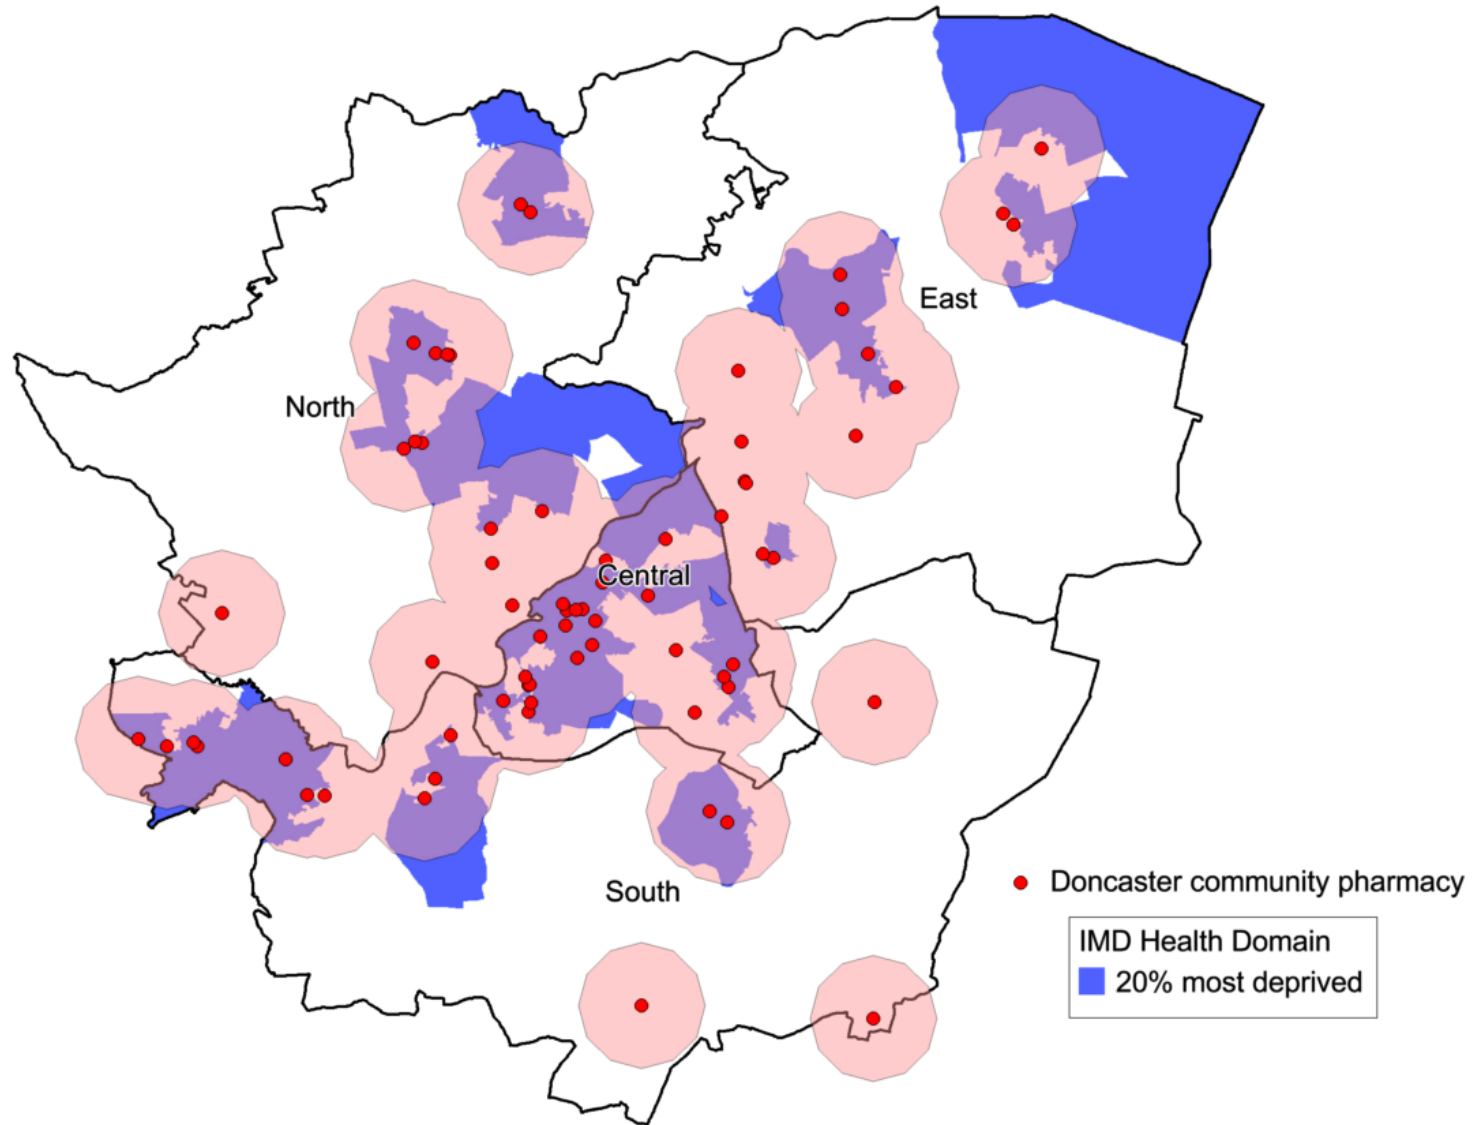 East
North
Central
South
Doncaster community pharmacy
IMD Health Domain
20% most deprived